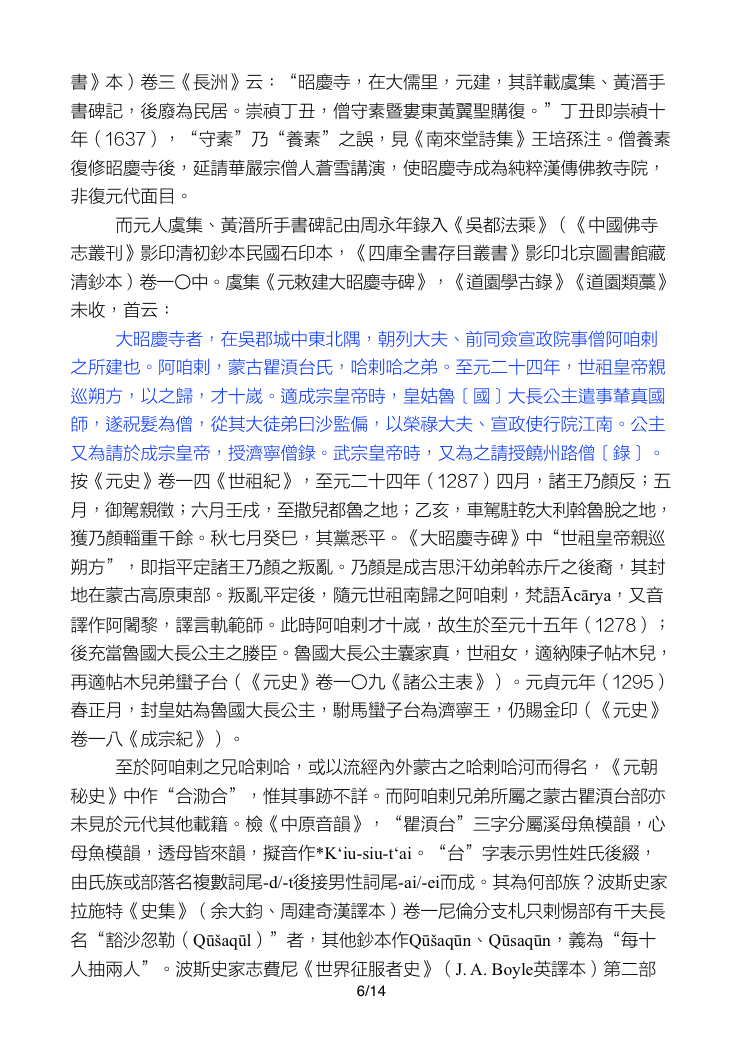 書》本）卷三《長洲》云：“昭慶寺，在大儒里，元建，其詳載虞集、黃溍手
書碑記，後廢為民居。崇禎丁丑，僧守素暨婁東黃翼聖購復。”丁丑即崇禎十
年（1637），“守素”乃“養素”之誤，見《南來堂詩集》王培孫注。僧養素
復修昭慶寺後，延請華嚴宗僧人蒼雪講演，使昭慶寺成為純粹漢傳佛教寺院，
非復元代面目。
而元人虞集、黃溍所手書碑記由周永年錄入《吳都法乘》（《中國佛寺
志叢刊》影印清初鈔本民國石印本，《四庫全書存目叢書》影印北京圖書館藏
清鈔本）卷一〇中。虞集《元敕建大昭慶寺碑》，《道園學古錄》《道園類藁》
未收，首云：
大昭慶寺者，在吳郡城中東北隅，朝列大夫、前同僉宣政院事僧阿咱剌
之所建也。阿咱剌，蒙古瞿湏台氏，哈剌哈之弟。至元二十四年，世祖皇帝親
巡朔方，以之歸，才十嵗。適成宗皇帝時，皇姑魯［國］大長公主遣事輦真國
師，遂祝髮為僧，從其大徒弟曰沙監偏，以榮祿大夫、宣政使行院江南。公主
又為請於成宗皇帝，授濟寧僧錄。武宗皇帝時，又為之請授饒州路僧［錄］。
按《元史》卷一四《世祖紀》，至元二十四年（1287）四月，諸王乃顏反；五
月，御駕親徵；六月壬戌，至撒兒都魯之地；乙亥，車駕駐乾大利斡魯脫之地，
獲乃顏輜重千餘。秋七月癸巳，其黨悉平。《大昭慶寺碑》中“世祖皇帝親巡
朔方”，即指平定諸王乃顏之叛亂。乃顏是成吉思汗幼弟斡赤斤之後裔，其封
地在蒙古高原東部。叛亂平定後，隨元世祖南歸之阿咱剌，梵語Ācārya，又音
譯作阿闍黎，譯言軌範師。此時阿咱剌才十嵗，故生於至元十五年（1278）；
後充當魯國大長公主之媵臣。魯國大長公主囊家真，世祖女，適納陳子帖木兒，
再適帖木兒弟蠻子台（《元史》卷一〇九《諸公主表》）。元貞元年（1295）
春正月，封皇姑為魯國大長公主，駙馬蠻子台為濟寧王，仍賜金印（《元史》
卷一八《成宗紀》）。
至於阿咱剌之兄哈剌哈，或以流經內外蒙古之哈剌哈河而得名，《元朝
秘史》中作“合泐合”，惟其事跡不詳。而阿咱剌兄弟所屬之蒙古瞿湏台部亦
未見於元代其他載籍。檢《中原音韻》，“瞿湏台”三字分屬溪母魚模韻，心
母魚模韻，透母皆來韻，擬音作*K‘iu-siu-t‘ai。“台”字表示男性姓氏後綴，
由氏族或部落名複數詞尾-d/-t後接男性詞尾-ai/-ei而成。其為何部族？波斯史家
拉施特《史集》（余大鈞、周建奇漢譯本）卷一尼倫分支札只剌惕部有千夫長
名“豁沙忽勒（Qūšaqūl）”者，其他鈔本作Qūšaqūn、Qūsaqūn，義為“每十
人抽兩人”。波斯史家志費尼《世界征服者史》（J. A. Boyle英譯本）第二部
6/14